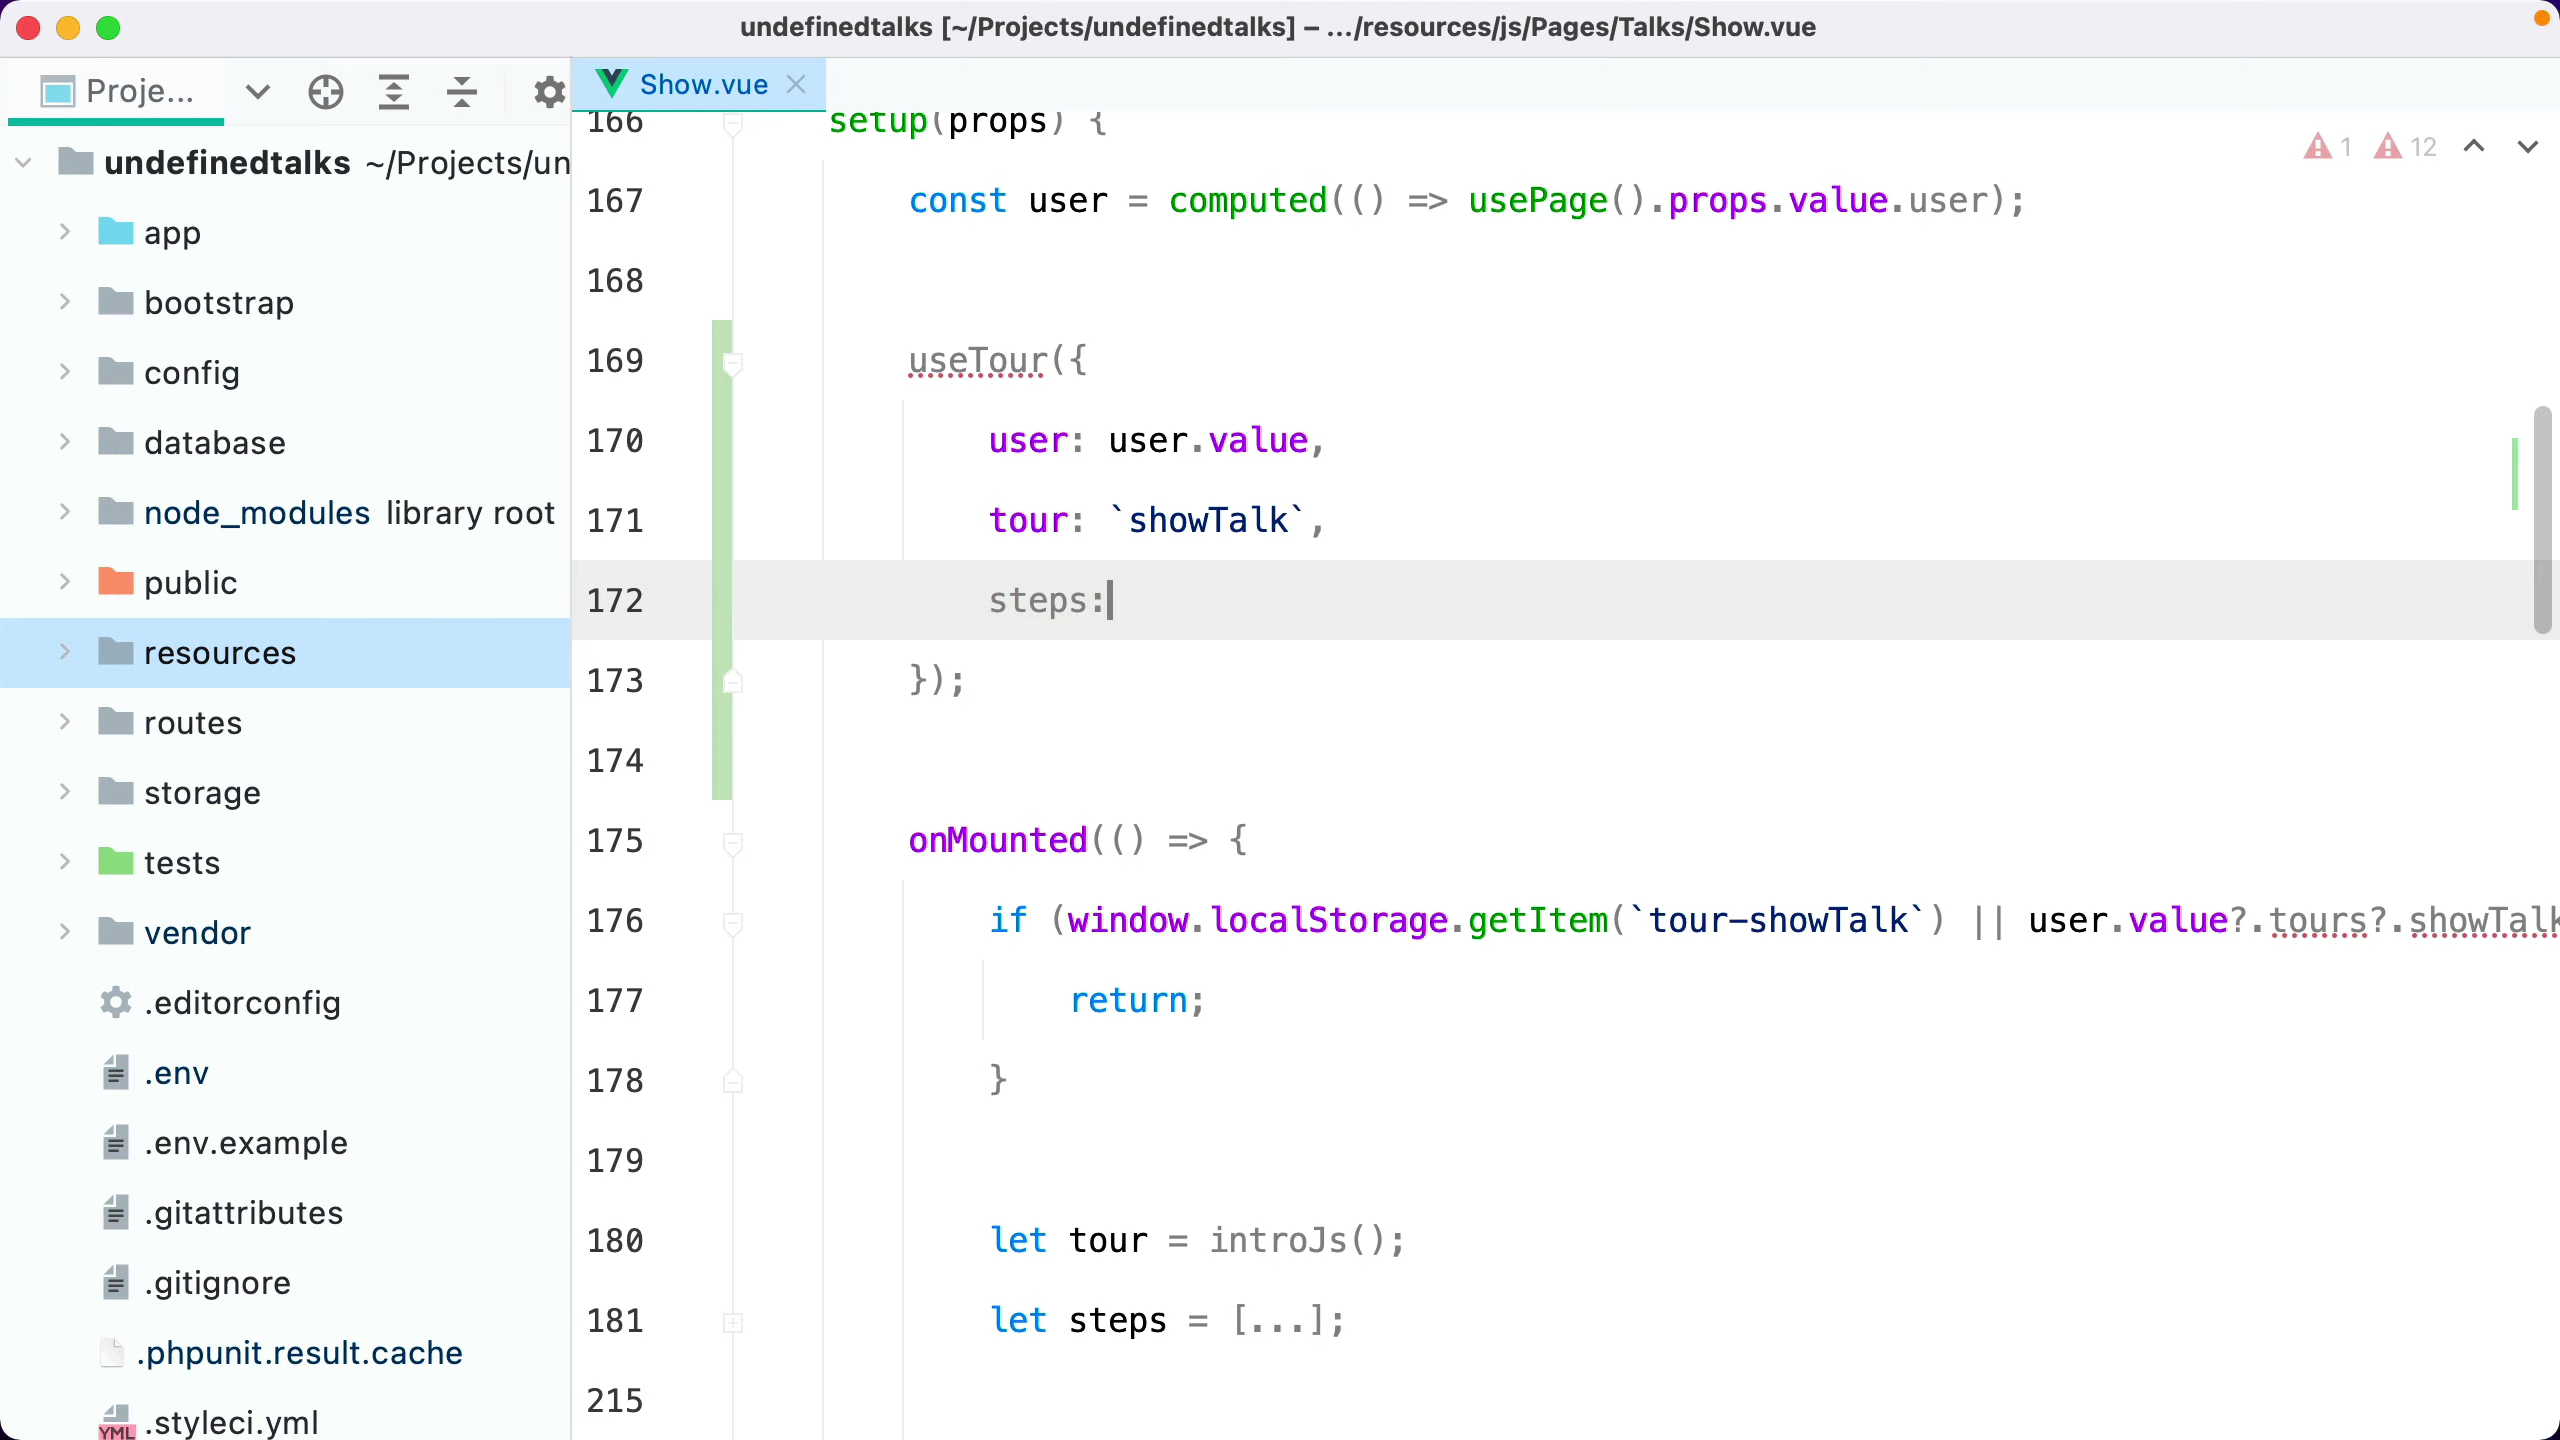 undefinedtalks [~/Projects/undefinedtalks] – .../resources/js/Pages/Talks/Show.vue
Proje...
Show.vue
1 12
undefinedtalks ~/Projects/un
app
bootstrap
config
database
node_modules library root
public
resources
routes
storage
tests
vendor
.editorconfig
.env
.env.example
.gitattributes
.gitignore
.phpunit.result.cache
YML .styleci.yml
166 setup(props) {
167 const user = computed(() => usePage().props.value.user);
168
169 useTour({
170 user: user.value,
171 tour: `showTalk`,
172 steps:
173 });
174
175 onMounted(() => {
176 if (window.localStorage.getItem(`tour-showTalk`) || user.value?.tours?.showTalk
177 return;
178 }
179
180 let tour = introJs();
181 let steps = [...];
215